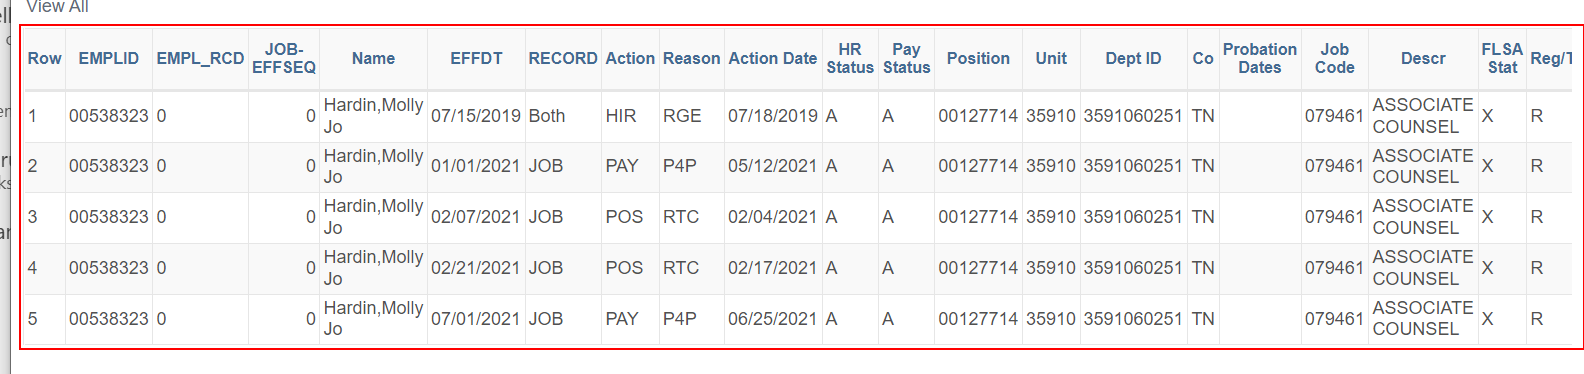 View All
Row EMPLID EMPL_RCD JOB-EFFSEQ Name EFFDT RECORD Action Reason Action Date HR Status Pay Status Position Unit Dept ID Co Probation Dates Job Code Descr FLSA Stat Reg/T
1 00538323 0 0 Hardin,Molly Jo 07/15/2019 Both HIR RGE 07/18/2019 A A 00127714 35910 3591060251 TN 079461 ASSOCIATE COUNSEL X R
2 00538323 0 0 Hardin,Molly Jo 01/01/2021 JOB PAY P4P 05/12/2021 A A 00127714 35910 3591060251 TN 079461 ASSOCIATE COUNSEL X R
3 00538323 0 0 Hardin,Molly Jo 02/07/2021 JOB POS RTC 02/04/2021 A A 00127714 35910 3591060251 TN 079461 ASSOCIATE COUNSEL X R
4 00538323 0 0 Hardin,Molly Jo 02/21/2021 JOB POS RTC 02/17/2021 A A 00127714 35910 3591060251 TN 079461 ASSOCIATE COUNSEL X R
5 00538323 0 0 Hardin,Molly Jo 07/01/2021 JOB PAY P4P 06/25/2021 A A 00127714 35910 3591060251 TN 079461 ASSOCIATE COUNSEL X R